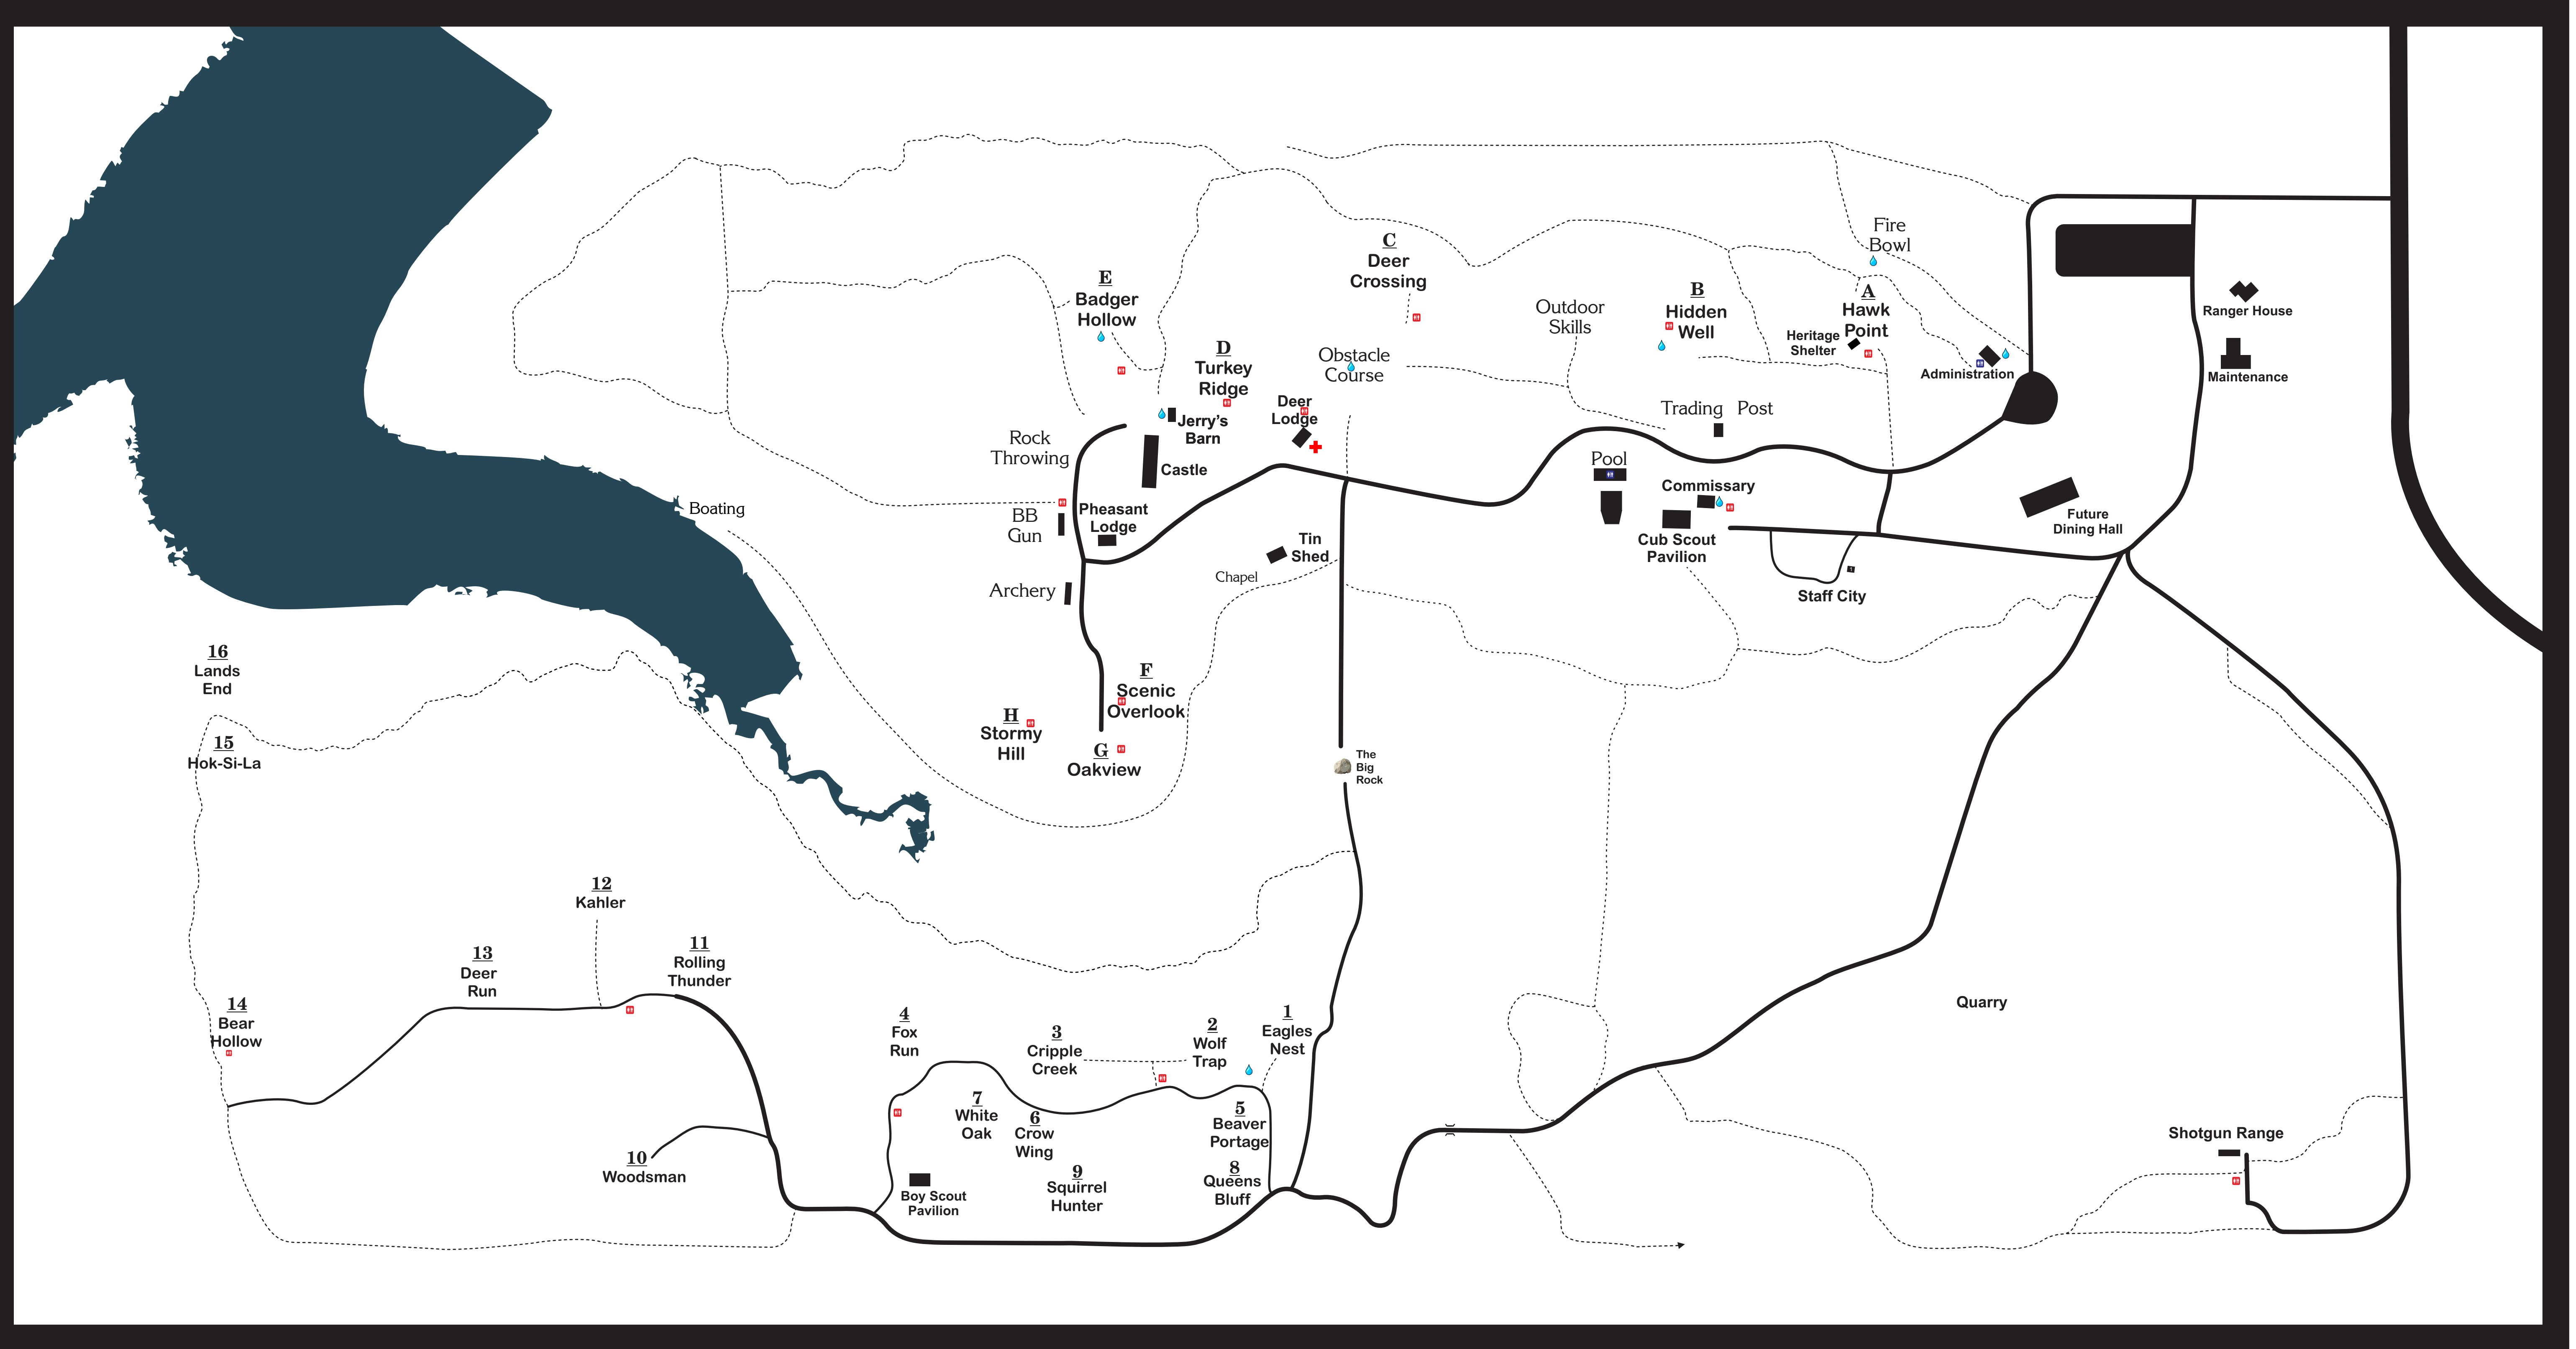 Fire
Bowl
C
Deer
Crossing
E
Badger
Hollow
B
Hidden
Well
A
Hawk
Point
Heritage
Shelter
Outdoor
Skills
Ranger House
D
Turkey
Ridge
Obstacle
Course
Administration
Maintenance
Deer
Lodge
Trading Post
Jerry's
Barn
Rock
Throwing
Castle
Pool
Commissary
BB
Gun
Pheasant
Lodge
Boating
Future
Dining Hall
Tin
Shed
Cub Scout
Pavilion
Chapel
Archery
Staff City
16
Lands
End
F
Scenic
Overlook
H
Stormy
Hill
G
Oakview
15
Hok-Si-La
The
Big
Rock
12
Kahler
11
Rolling
Thunder
13
Deer
Run
14
Bear
Hollow
4
Fox
Run
3
Cripple
Creek
2
Wolf
Trap
1
Eagles
Nest
Quarry
7
White
Oak
6
Crow
Wing
5
Beaver
Portage
Shotgun Range
10
Woodsman
9
Squirrel
Hunter
8
Queens
Bluff
Boy Scout
Pavilion